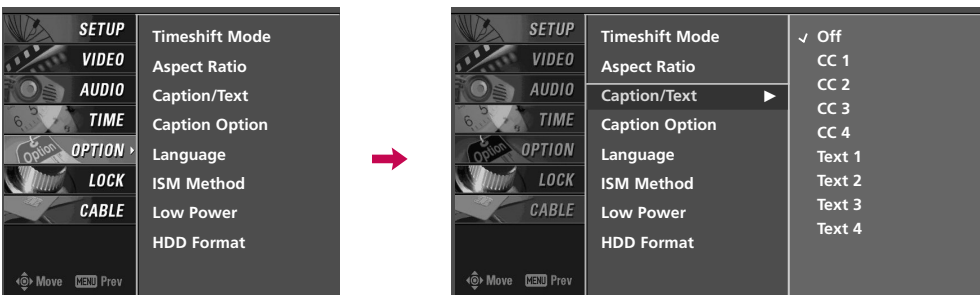 SETUP
VIDEO
AUDIO
TIME
OPTION
LOCK
CABLE
Timeshift Mode
Aspect Ratio
Caption/Text
Caption Option
Language
ISM Method
Low Power
HDD Format
Move MENU Prev
SETUP
VIDEO
AUDIO
TIME
OPTION
LOCK
CABLE
Timeshift Mode
Aspect Ratio
Caption/Text
Caption Option
Language
ISM Method
Low Power
HDD Format
Off
CC 1
CC 2
CC 3
CC 4
Text 1
Text 2
Text 3
Text 4
Move MENU Prev